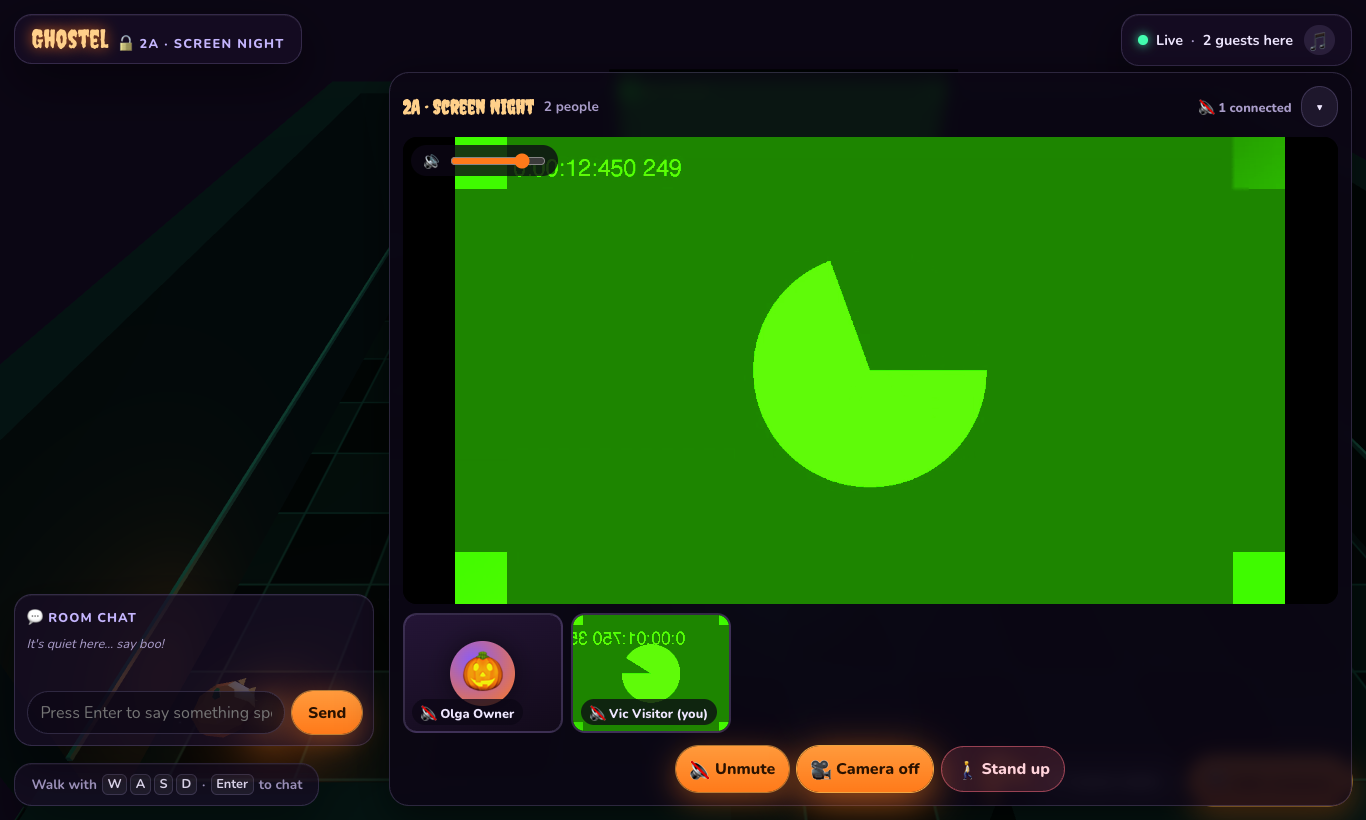 GHOSTEL 2A · SCREEN NIGHT
Live · 2 guests here
2A · SCREEN NIGHT 2 people
1 connected
:12:450 249
0:00:01:750
Olga Owner
Vic Visitor (you)
ROOM CHAT
It's quiet here... say boo!
Press Enter to say something
Send
Unmute
Camera off
Stand up
Walk with W A S D · Enter to chat